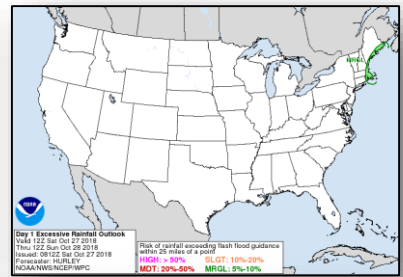 MRGL
NOAA
Day 1 Excessive Rainfall Outlook
Valid 12Z Sat Oct 27 2018
Thru 12Z Sun Oct 28 2018
Issued: 0812Z Sat Oct 27 2018
Forecaster: HURLEY
NOAA/NWS/NCEP/WPC
Risk of rainfall exceeding flash flood guidance
within 25 miles of a point
HIGH: > 50% SLGT: 10%-20%
MDT: 20%-50% MRGL: 5%-10%